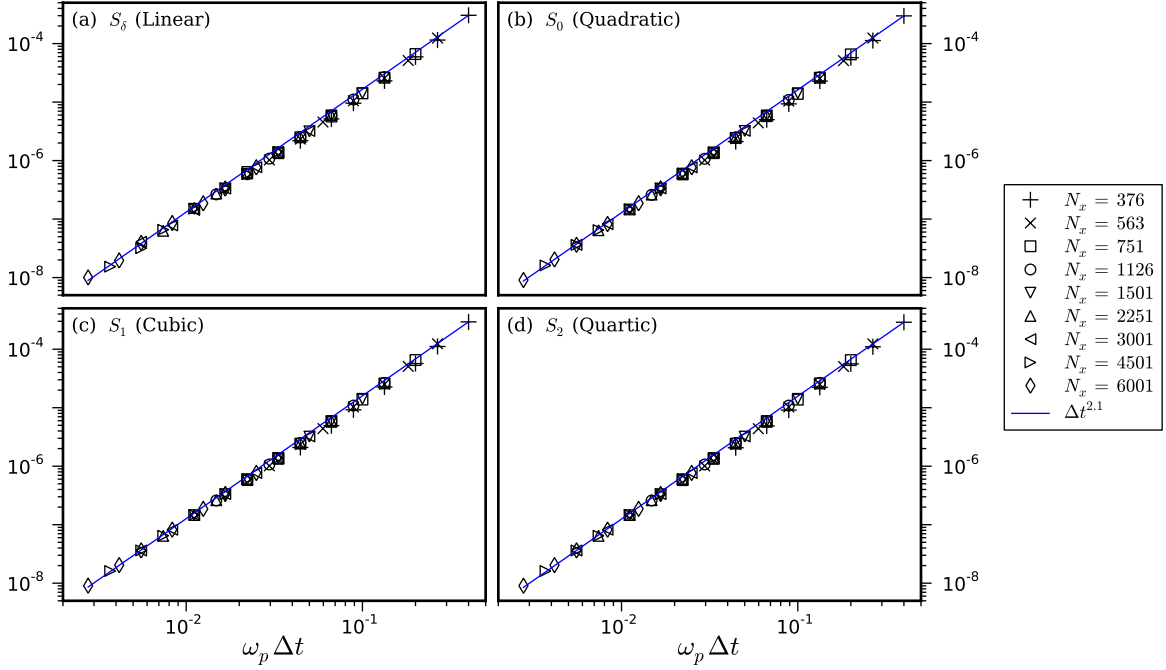 (a) S_δ (Linear)
(b) S_0 (Quadratic)
10^-4
10^-6
10^-8
10^-4
10^-6
10^-8
(c) S_1 (Cubic)
(d) S_2 (Quartic)
10^-4
10^-6
10^-8
10^-4
10^-6
10^-8
10^-2
10^-1
10^-2
10^-1
ω_p Δt
ω_p Δt
N_x = 376
N_x = 563
N_x = 751
N_x = 1126
N_x = 1501
N_x = 2251
N_x = 3001
N_x = 4501
N_x = 6001
Δt^2.1